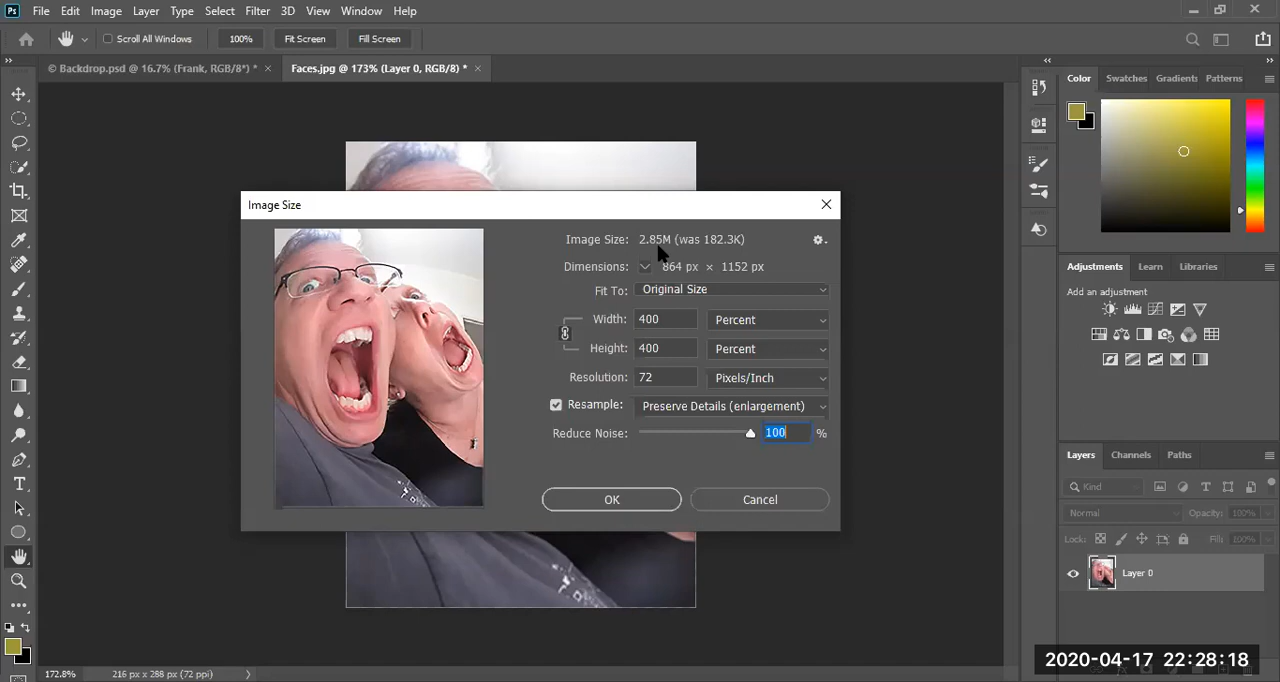 Ps File Edit Image Layer Type Select Filter 3D View Window Help
Scroll All Windows 100% Fit Screen Fill Screen
© Backdrop.psd @ 16.7% (Frank, RGB/8*) * × Faces.jpg @ 173% (Layer 0, RGB/8) * ×
Color Swatches Gradients Patterns
Image Size
Image Size: 2.85M (was 182.3K)
Dimensions: 864 px × 1152 px
Fit To: Original Size
Width: 400 Percent
Height: 400 Percent
Resolution: 72 Pixels/Inch
Resample: Preserve Details (enlargement)
Reduce Noise: 100 %
OK Cancel
Adjustments Learn Libraries
Add an adjustment
Layers Channels Paths
Kind
Normal Opacity: 100%
Lock: Fill: 100%
Layer 0
172.8% 216 px x 288 px (72 ppi)
2020-04-17 22:28:18